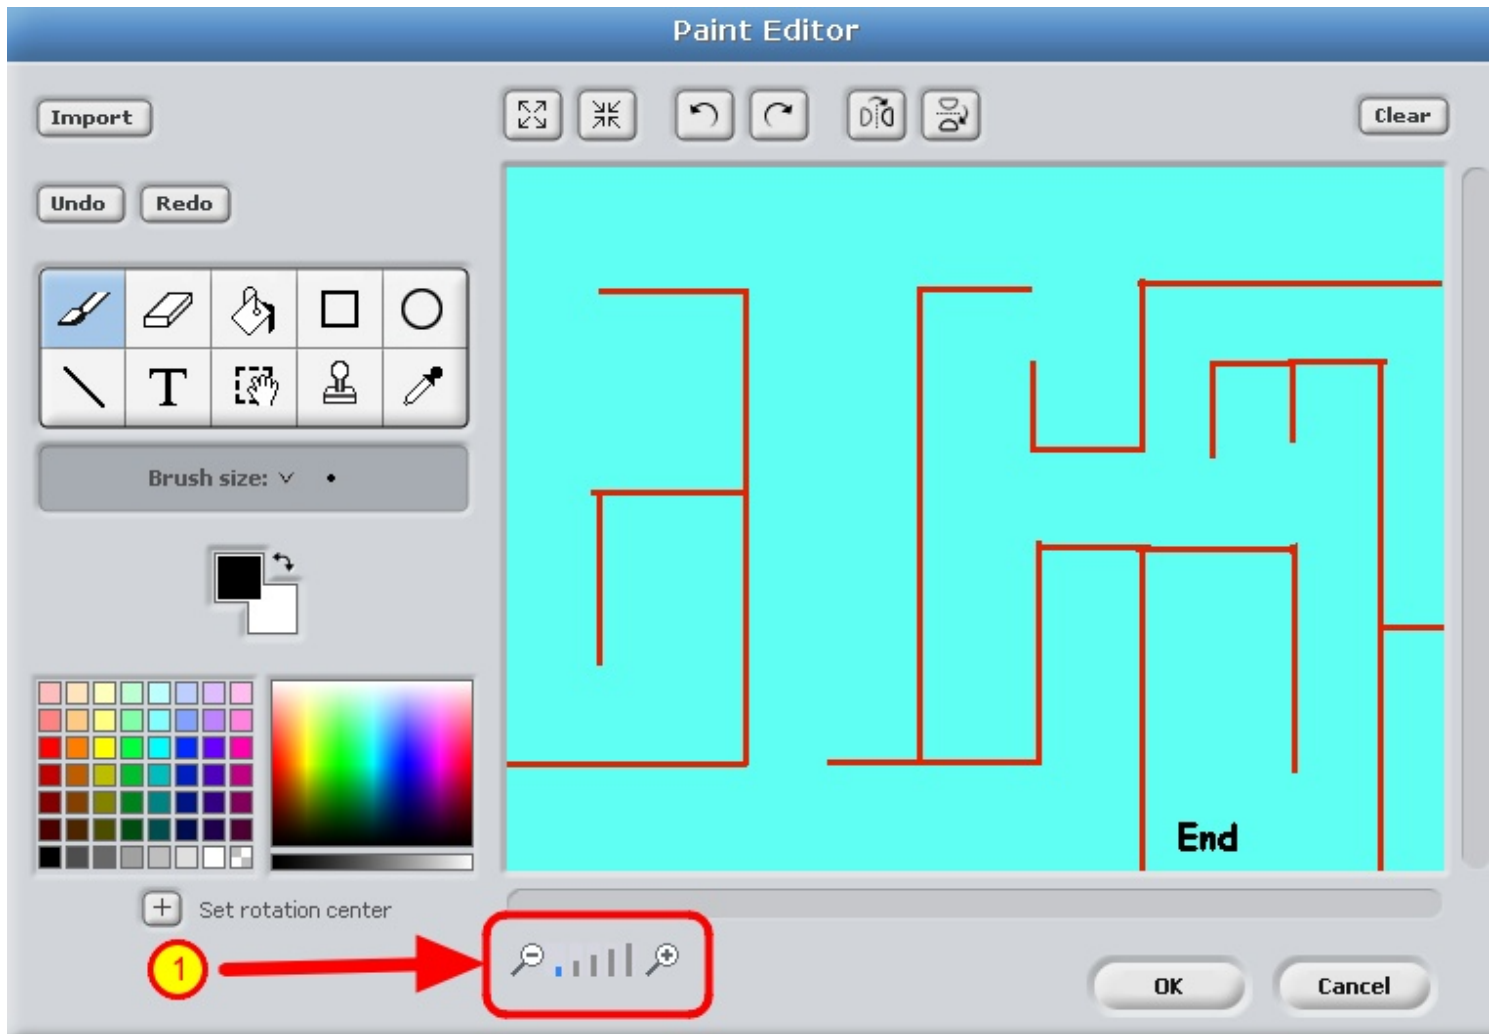 Paint Editor
Import
Clear
Undo Redo
T
Brush size:
End
Set rotation center
1
OK Cancel